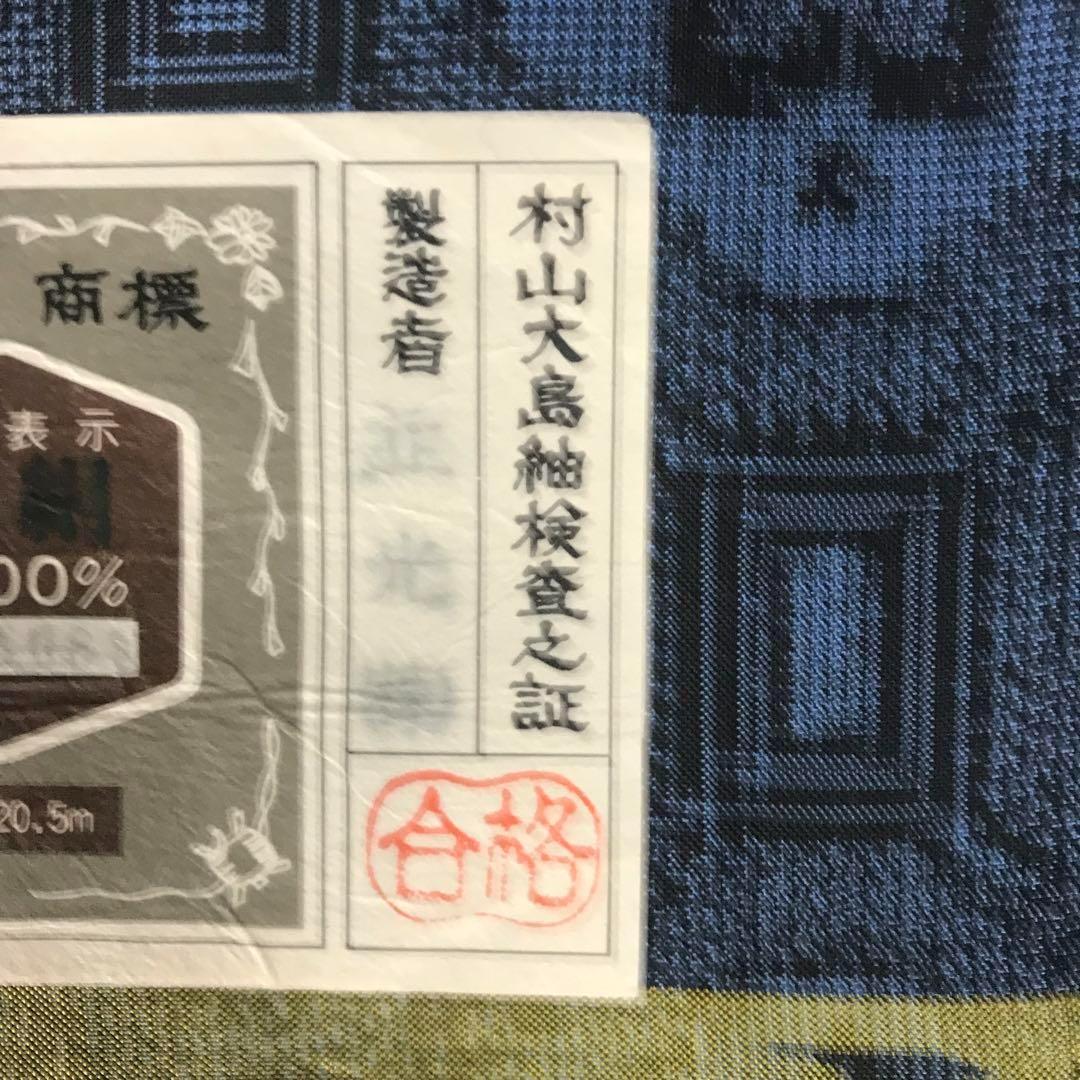 村山大島紬検査之証
製造者
合格
商標
表示
00%
20.5m